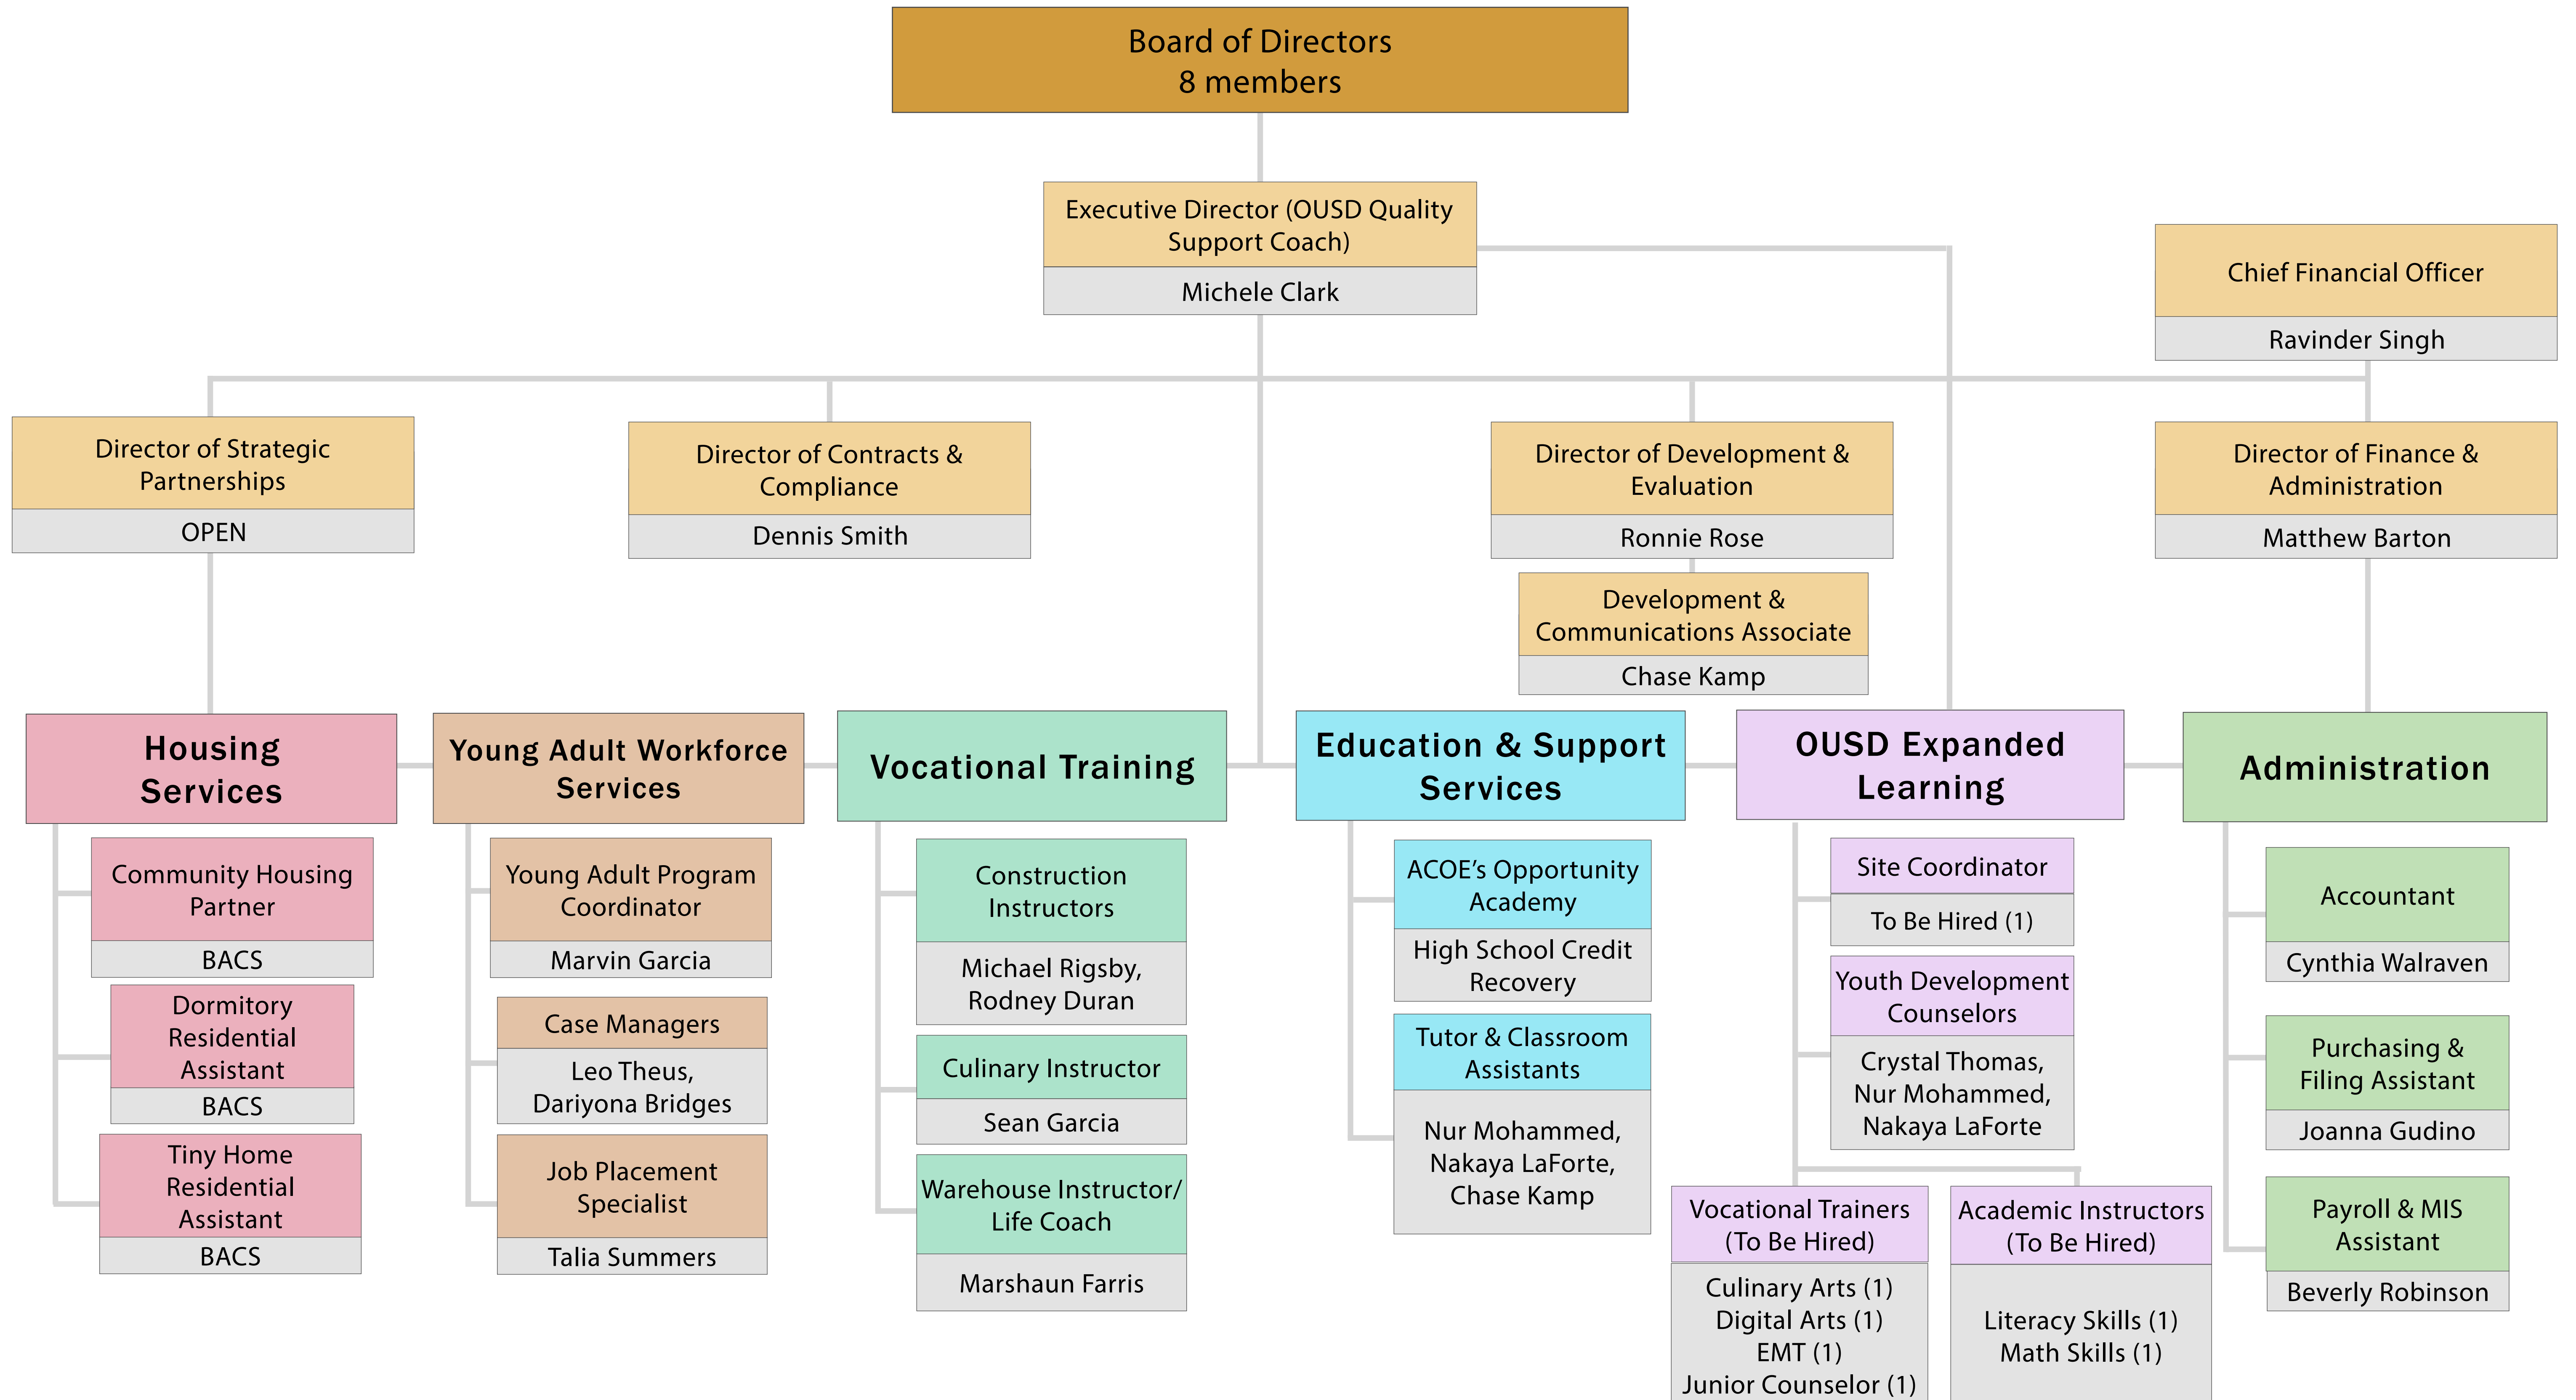 Board of Directors
8 members
Executive Director (OUSD Quality
Support Coach)
Michele Clark
Chief Financial Officer
Ravinder Singh
Director of Strategic
Partnerships
OPEN
Director of Contracts &
Compliance
Dennis Smith
Director of Development &
Evaluation
Ronnie Rose
Development &
Communications Associate
Chase Kamp
Director of Finance &
Administration
Matthew Barton
Housing
Services
Community Housing
Partner
BACS
Dormitory
Residential
Assistant
BACS
Tiny Home
Residential
Assistant
BACS
Young Adult Workforce
Services
Young Adult Program
Coordinator
Marvin Garcia
Case Managers
Leo Theus,
Dariyona Bridges
Job Placement
Specialist
Talia Summers
Vocational Training
Construction
Instructors
Michael Rigsby,
Rodney Duran
Culinary Instructor
Sean Garcia
Warehouse Instructor/
Life Coach
Marshaun Farris
Education & Support
Services
ACOE’s Opportunity
Academy
High School Credit
Recovery
Tutor & Classroom
Assistants
Nur Mohammed,
Nakaya LaForte,
Chase Kamp
OUSD Expanded
Learning
Site Coordinator
To Be Hired (1)
Youth Development
Counselors
Crystal Thomas,
Nur Mohammed,
Nakaya LaForte
Vocational Trainers
(To Be Hired)
Culinary Arts (1)
Digital Arts (1)
EMT (1)
Junior Counselor (1)
Academic Instructors
(To Be Hired)
Literacy Skills (1)
Math Skills (1)
Administration
Accountant
Cynthia Walraven
Purchasing &
Filing Assistant
Joanna Gudino
Payroll & MIS
Assistant
Beverly Robinson